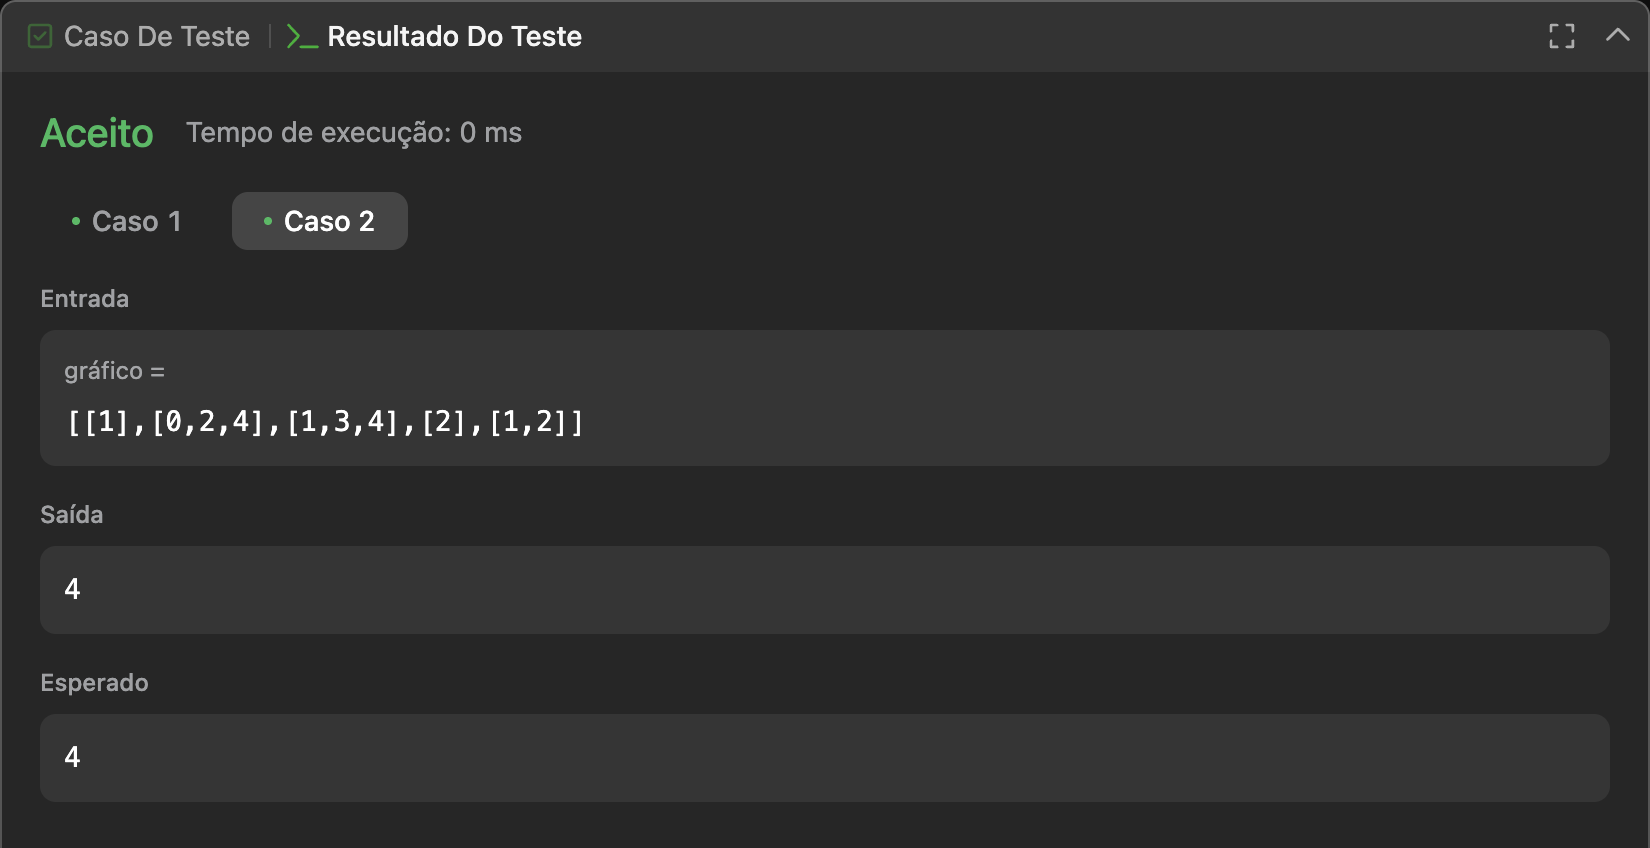 Caso De Teste
Resultado Do Teste
Aceito Tempo de execução: 0 ms
Caso 1 Caso 2
Entrada
gráfico =
[[1],[0,2,4],[1,3,4],[2],[1,2]]
Saída
4
Esperado
4